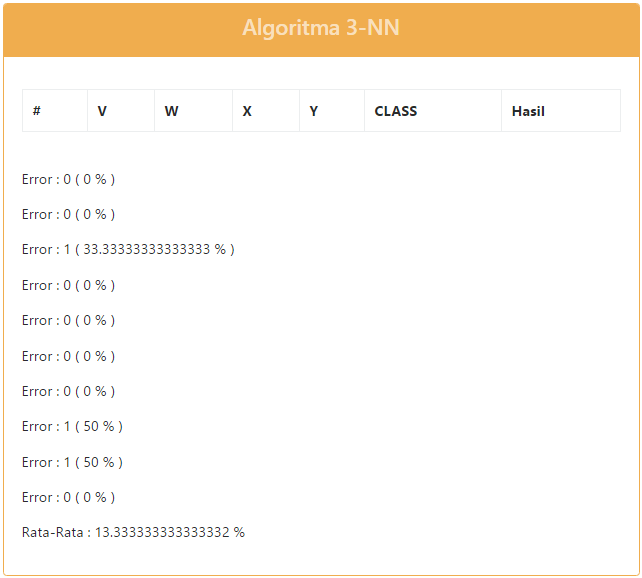 Algoritma 3-NN
# V W X Y CLASS Hasil
Error : 0 ( 0 % )
Error : 0 ( 0 % )
Error : 1 ( 33.33333333333333 % )
Error : 0 ( 0 % )
Error : 0 ( 0 % )
Error : 0 ( 0 % )
Error : 0 ( 0 % )
Error : 1 ( 50 % )
Error : 1 ( 50 % )
Error : 0 ( 0 % )
Rata-Rata : 13.333333333333332 %